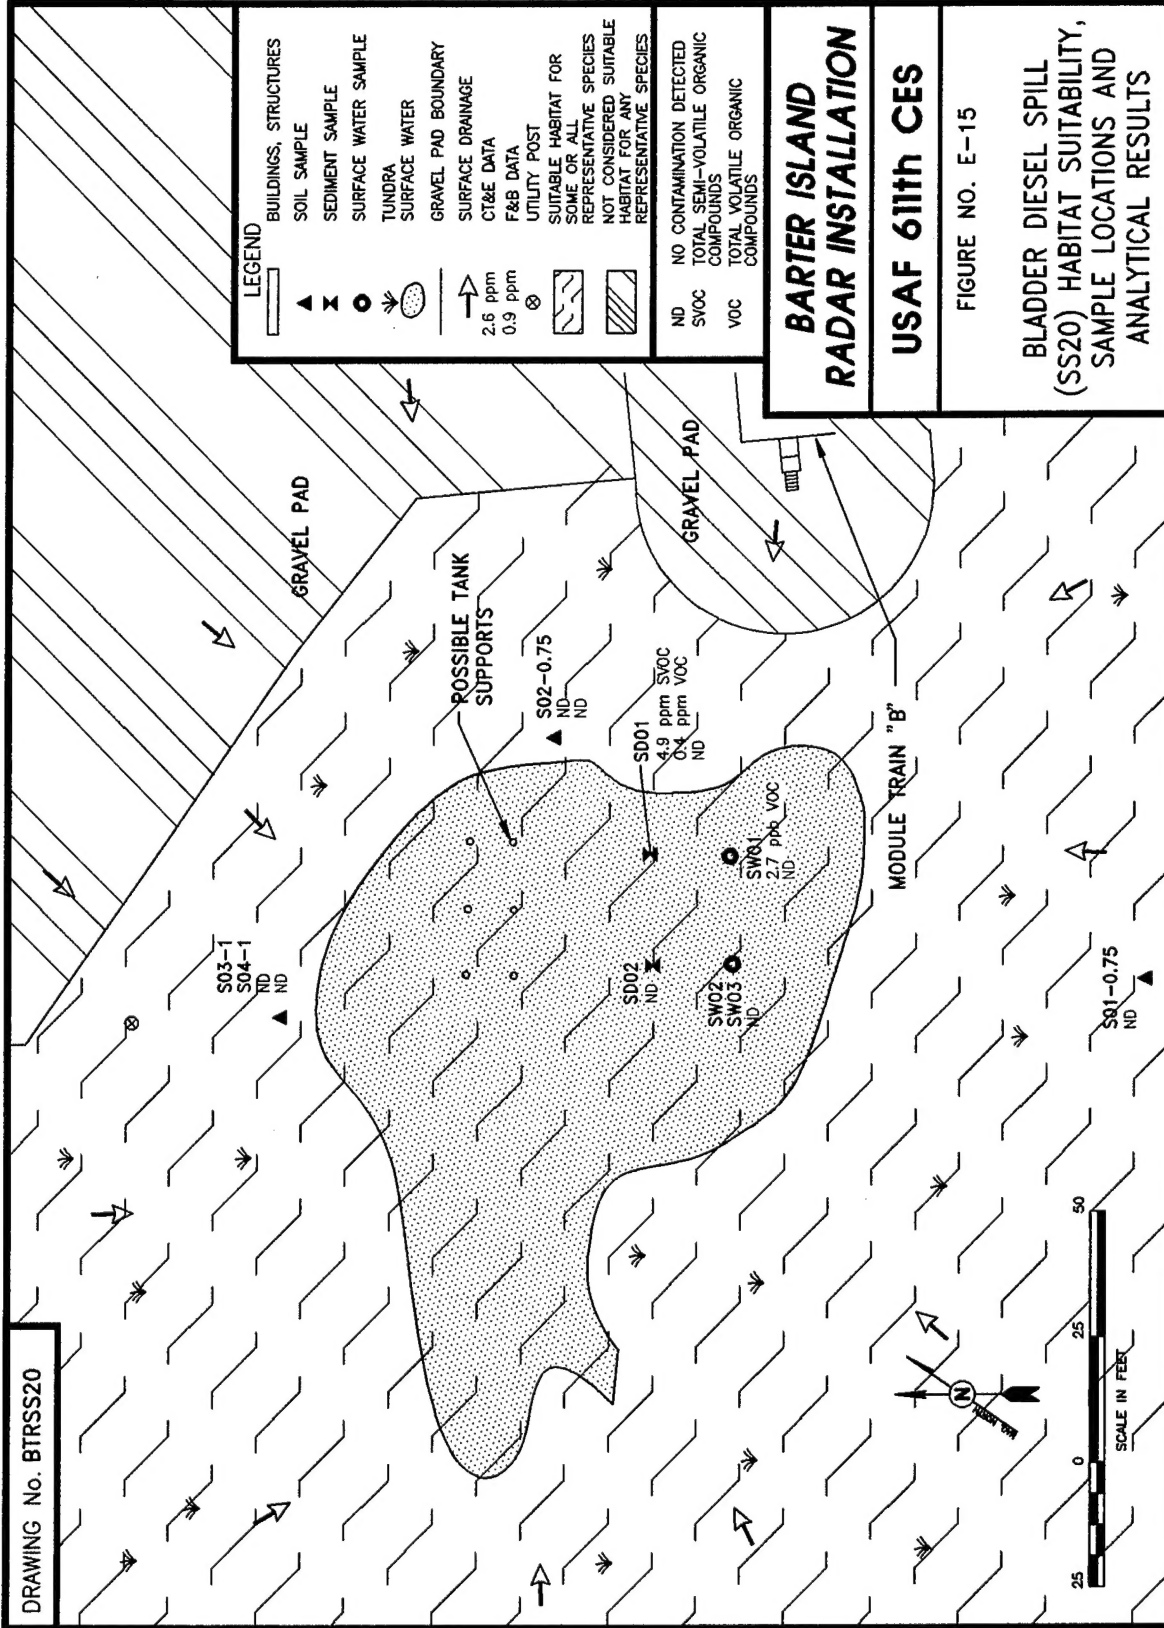 DRAWING No. BTRSS20
LEGEND
BUILDINGS, STRUCTURES
SOIL SAMPLE
SEDIMENT SAMPLE
SURFACE WATER SAMPLE
TUNDRA
SURFACE WATER
GRAVEL PAD BOUNDARY
SURFACE DRAINAGE
2.6 ppm CT&E DATA
0.9 ppm F&B DATA
UTILITY POST
SUITABLE HABITAT FOR
SOME OR ALL
REPRESENTATIVE SPECIES
NOT CONSIDERED SUITABLE
HABITAT FOR ANY
REPRESENTATIVE SPECIES
ND NO CONTAMINATION DETECTED
SVOC TOTAL SEMI-VOLATILE ORGANIC
COMPOUNDS
VOC TOTAL VOLATILE ORGANIC
COMPOUNDS
BARTER ISLAND
RADAR INSTALLATION
USAF 611th CES
FIGURE NO. E-15
BLADDER DIESEL SPILL
(SS20) HABITAT SUITABILITY,
SAMPLE LOCATIONS AND
ANALYTICAL RESULTS
GRAVEL PAD
S03-1
S04-1
ND
ND
POSSIBLE TANK
SUPPORTS
S02-0.75
ND
ND
GRAVEL PAD
SD02
ND
SD01
4.9 ppm SVOC
0.4 ppm VOC
ND
SW02
SW03
ND
SW01
2.7 ppb VOC
ND
MODULE TRAIN "B"
S01-0.75
ND
N
MAG. NORTH
25 0 25 50
SCALE IN FEET